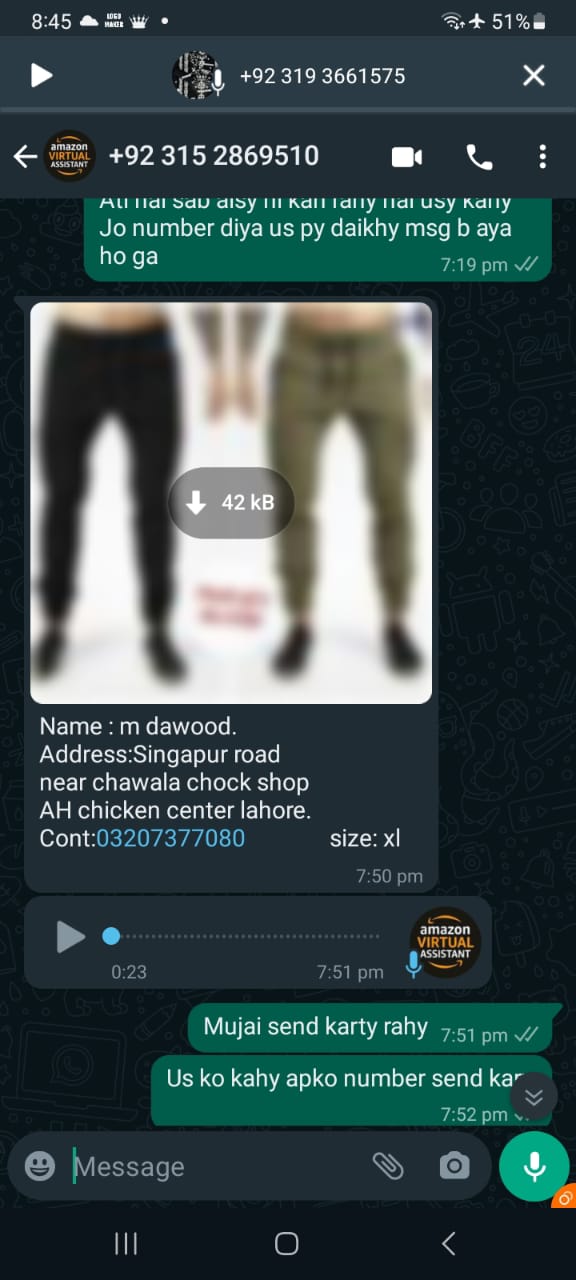 8:45
LOGO
MAKER
51%
+92 319 3661575
amazon
VIRTUAL
ASSISTANT
+92 315 2869510
Jo number diya us py daikhy msg b aya
ho ga
7:19 pm
42 kB
Name : m dawood.
Address:Singapur road
near chawala chock shop
AH chicken center lahore.
Cont:03207377080 size: xl
7:50 pm
amazon
VIRTUAL
ASSISTANT
0:23 7:51 pm
Mujai send karty rahy 7:51 pm
Us ko kahy apko number send
7:52 pm
Message